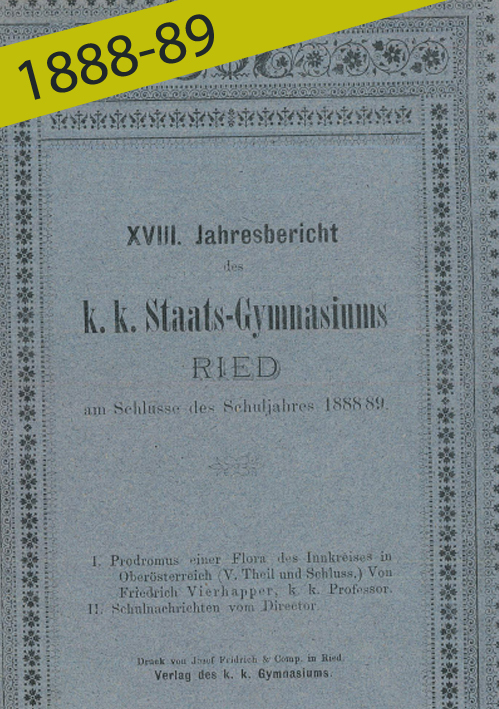 1888-89
XVIII. Jahresbericht
des
k. k. Staats-Gymnasiums
RIED
am Schlusse des Schuljahres 1888 89.
I. Prodromus einer Flora des Innkreises in
Oberösterreich (V. Theil und Schluss.) Von
Friedrich Vierhapper, k. k. Professor.
II. Schulnachrichten vom Director.
Druck von Josef Fridrich & Comp. in Ried.
Verlag des k. k. Gymnasiums.